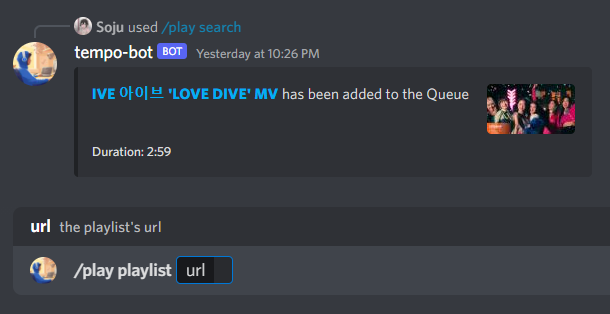 Soju used /play search
tempo-bot BOT Yesterday at 10:26 PM
IVE 아이브 'LOVE DIVE' MV has been added to the Queue
Duration: 2:59
url the playlist's url
/play playlist url